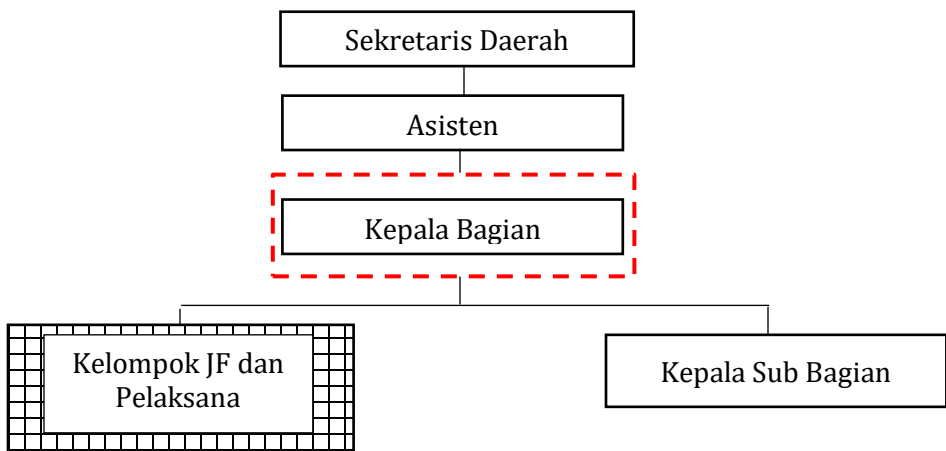 Sekretaris Daerah
Asisten
Kepala Bagian
Kelompok JF dan
Pelaksana
Kepala Sub Bagian